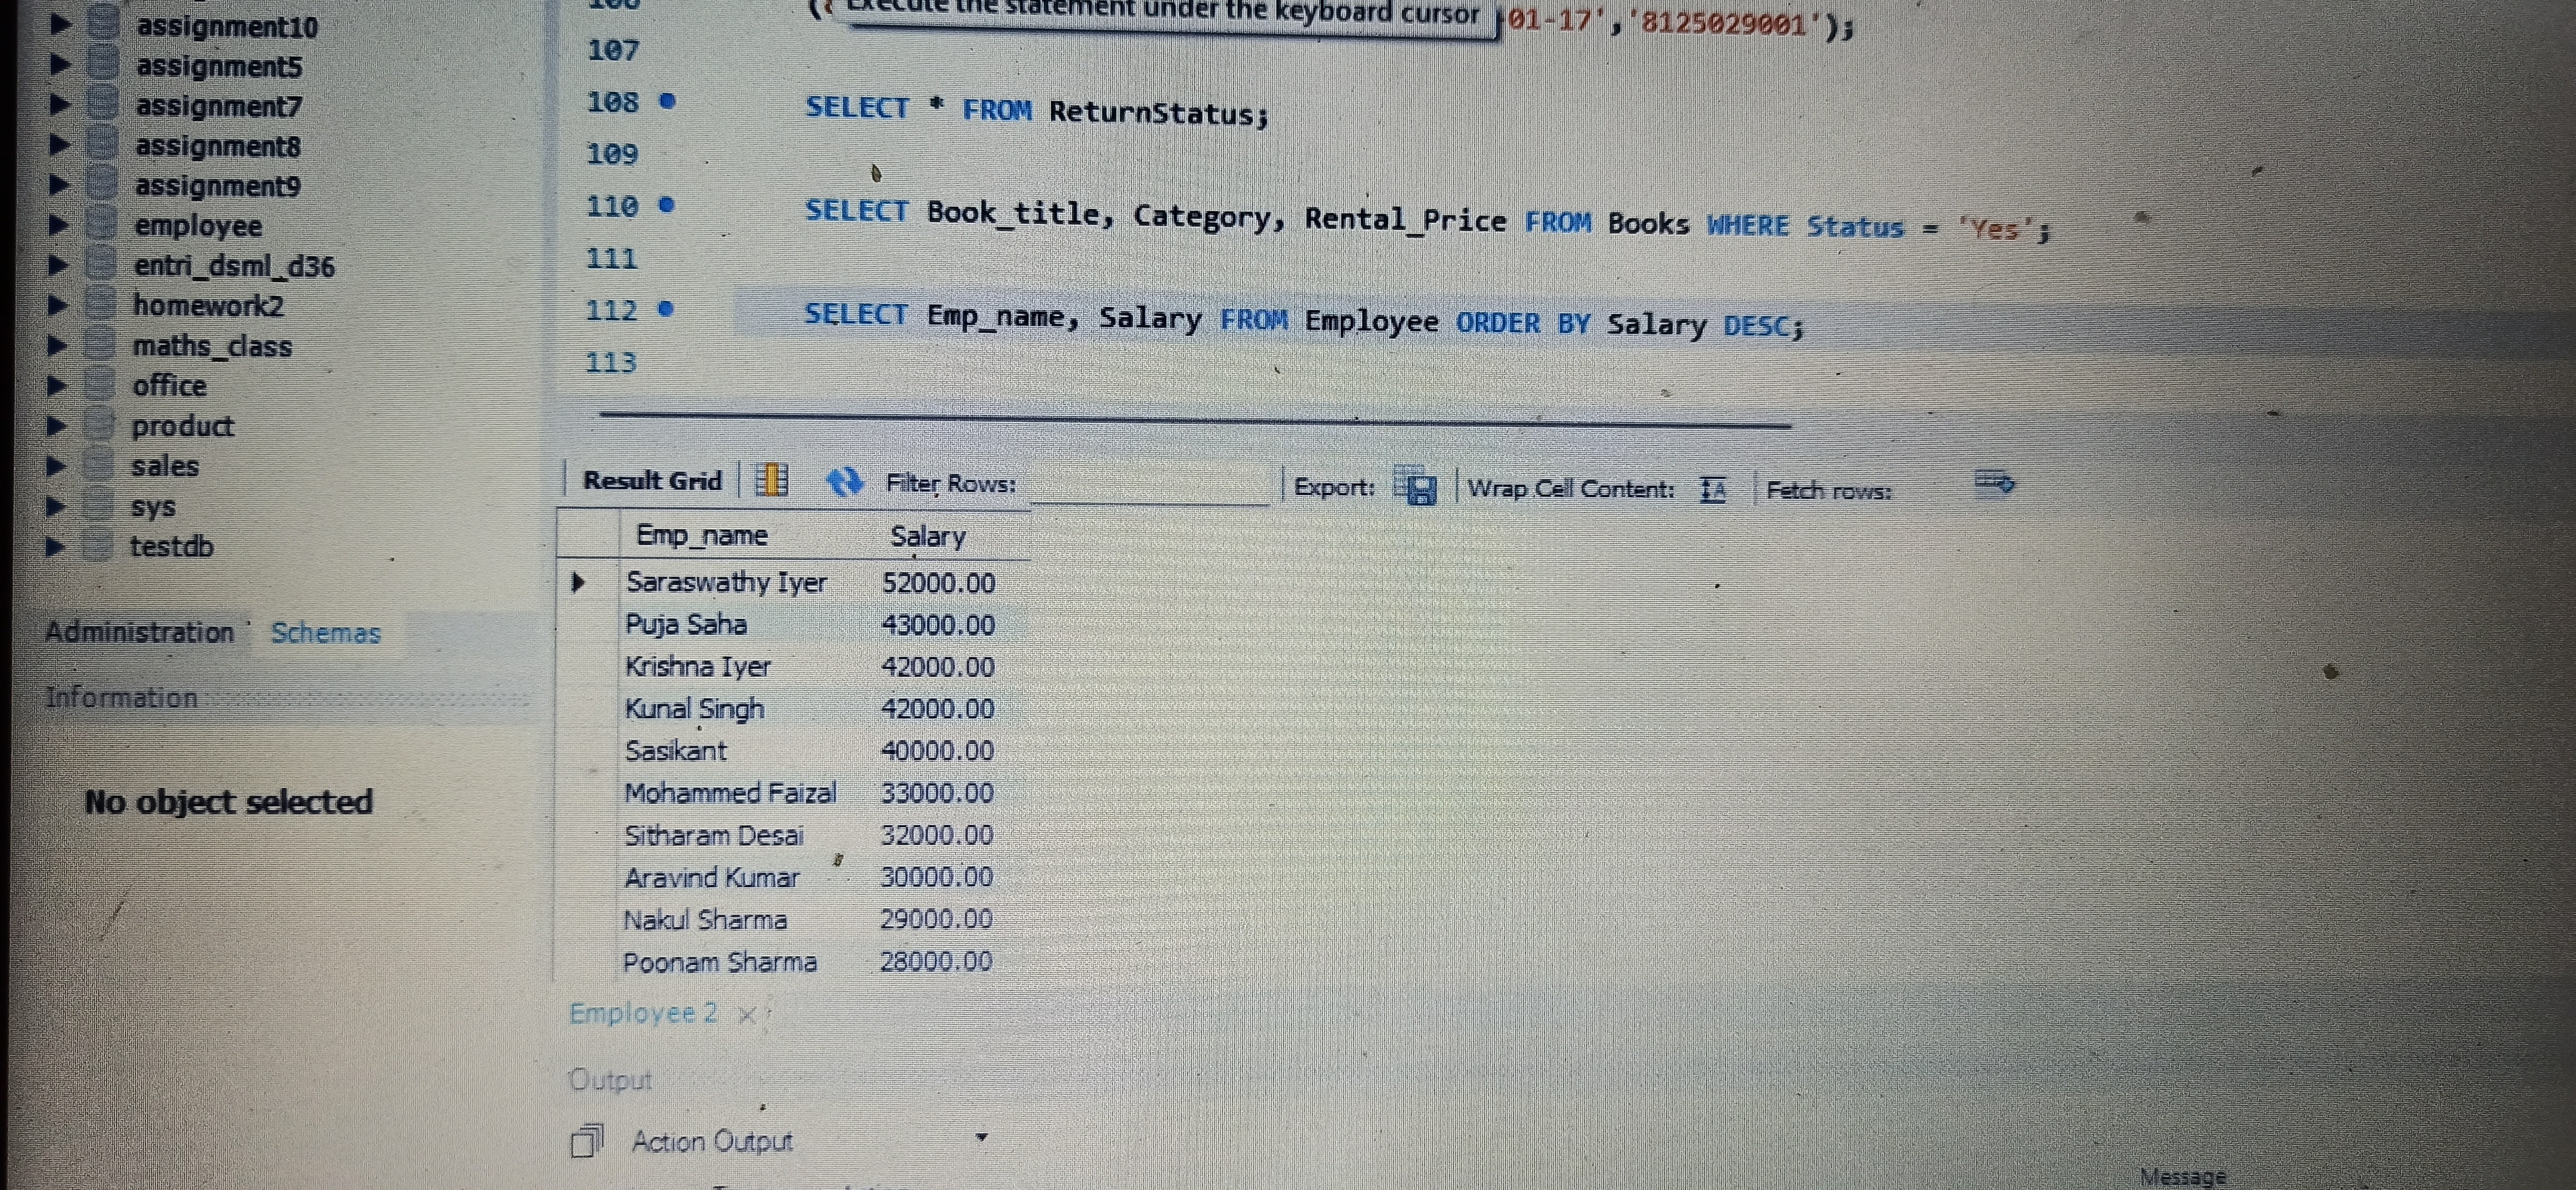 assignment10
assignment5
assignment7
assignment8
assignment9
employee
entri_dsml_d36
homework2
maths_class
office
product
sales
sys
testdb
Administration Schemas
Information
No object selected
Execute the statement under the keyboard cursor 01-17','8125029001');
107
108 SELECT * FROM ReturnStatus;
109
110 SELECT Book_title, Category, Rental_Price FROM Books WHERE Status = 'Yes';
111
112 SELECT Emp_name, Salary FROM Employee ORDER BY Salary DESC;
113
Result Grid Filter Rows: Export: Wrap Cell Content: Fetch rows:
Emp_name Salary
Saraswathy Iyer 52000.00
Puja Saha 43000.00
Krishna Iyer 42000.00
Kunal Singh 42000.00
Sasikant 40000.00
Mohammed Faizal 33000.00
Sitharam Desai 32000.00
Aravind Kumar 30000.00
Nakul Sharma 29000.00
Poonam Sharma 28000.00
Employee 2
Output
Action Output
Message